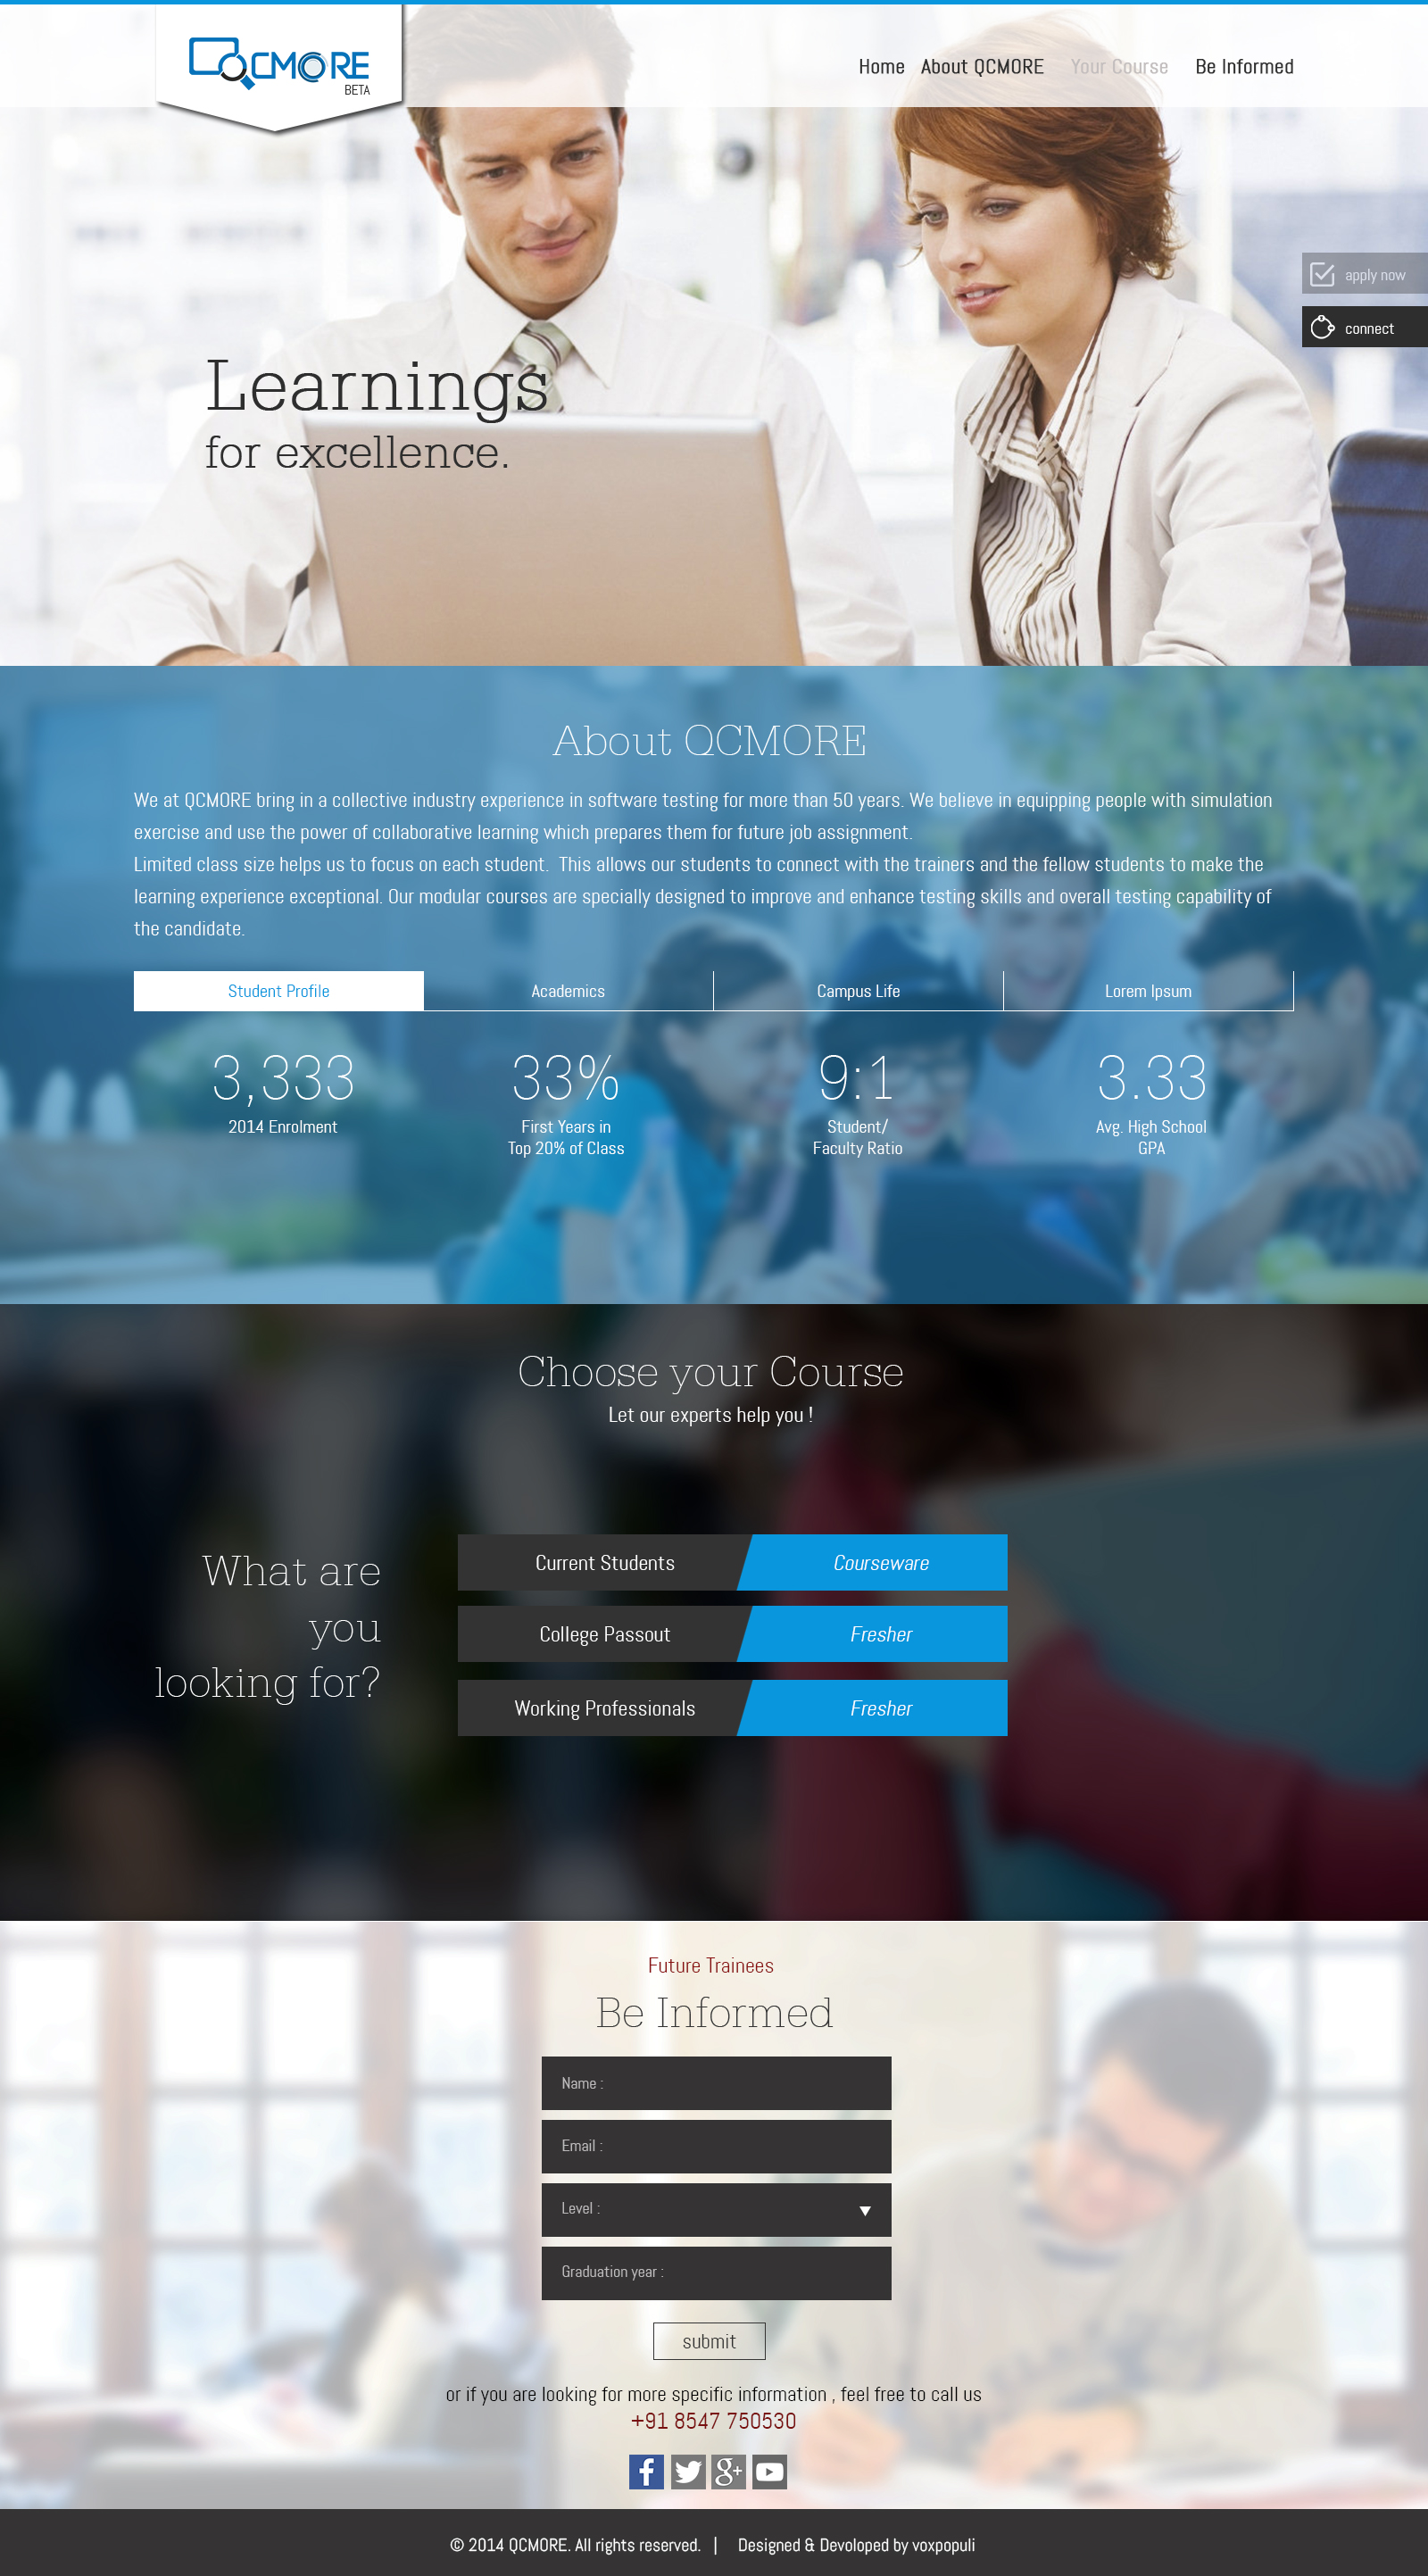 QCMORE
BETA
Home About QCMORE Your Course Be Informed
apply now
connect
Learnings
for excellence.
About QCMORE
We at QCMORE bring in a collective industry experience in software testing for more than 50 years. We believe in equipping people with simulation
exercise and use the power of collaborative learning which prepares them for future job assignment.
Limited class size helps us to focus on each student. This allows our students to connect with the trainers and the fellow students to make the
learning experience exceptional. Our modular courses are specially designed to improve and enhance testing skills and overall testing capability of
the candidate.
Student Profile Academics Campus Life Lorem Ipsum
3,333 33% 9:1 3.33
2014 Enrolment First Years in Student/ Avg. High School
Top 20% of Class Faculty Ratio GPA
Choose your Course
Let our experts help you !
What are
you
looking for?
Current Students Courseware
College Passout Fresher
Working Professionals Fresher
Future Trainees
Be Informed
Name :
Email :
Level :
Graduation year :
submit
or if you are looking for more specific information , feel free to call us
+91 8547 750530
f g+
© 2014 QCMORE. All rights reserved. | Designed & Devoloped by voxpopuli